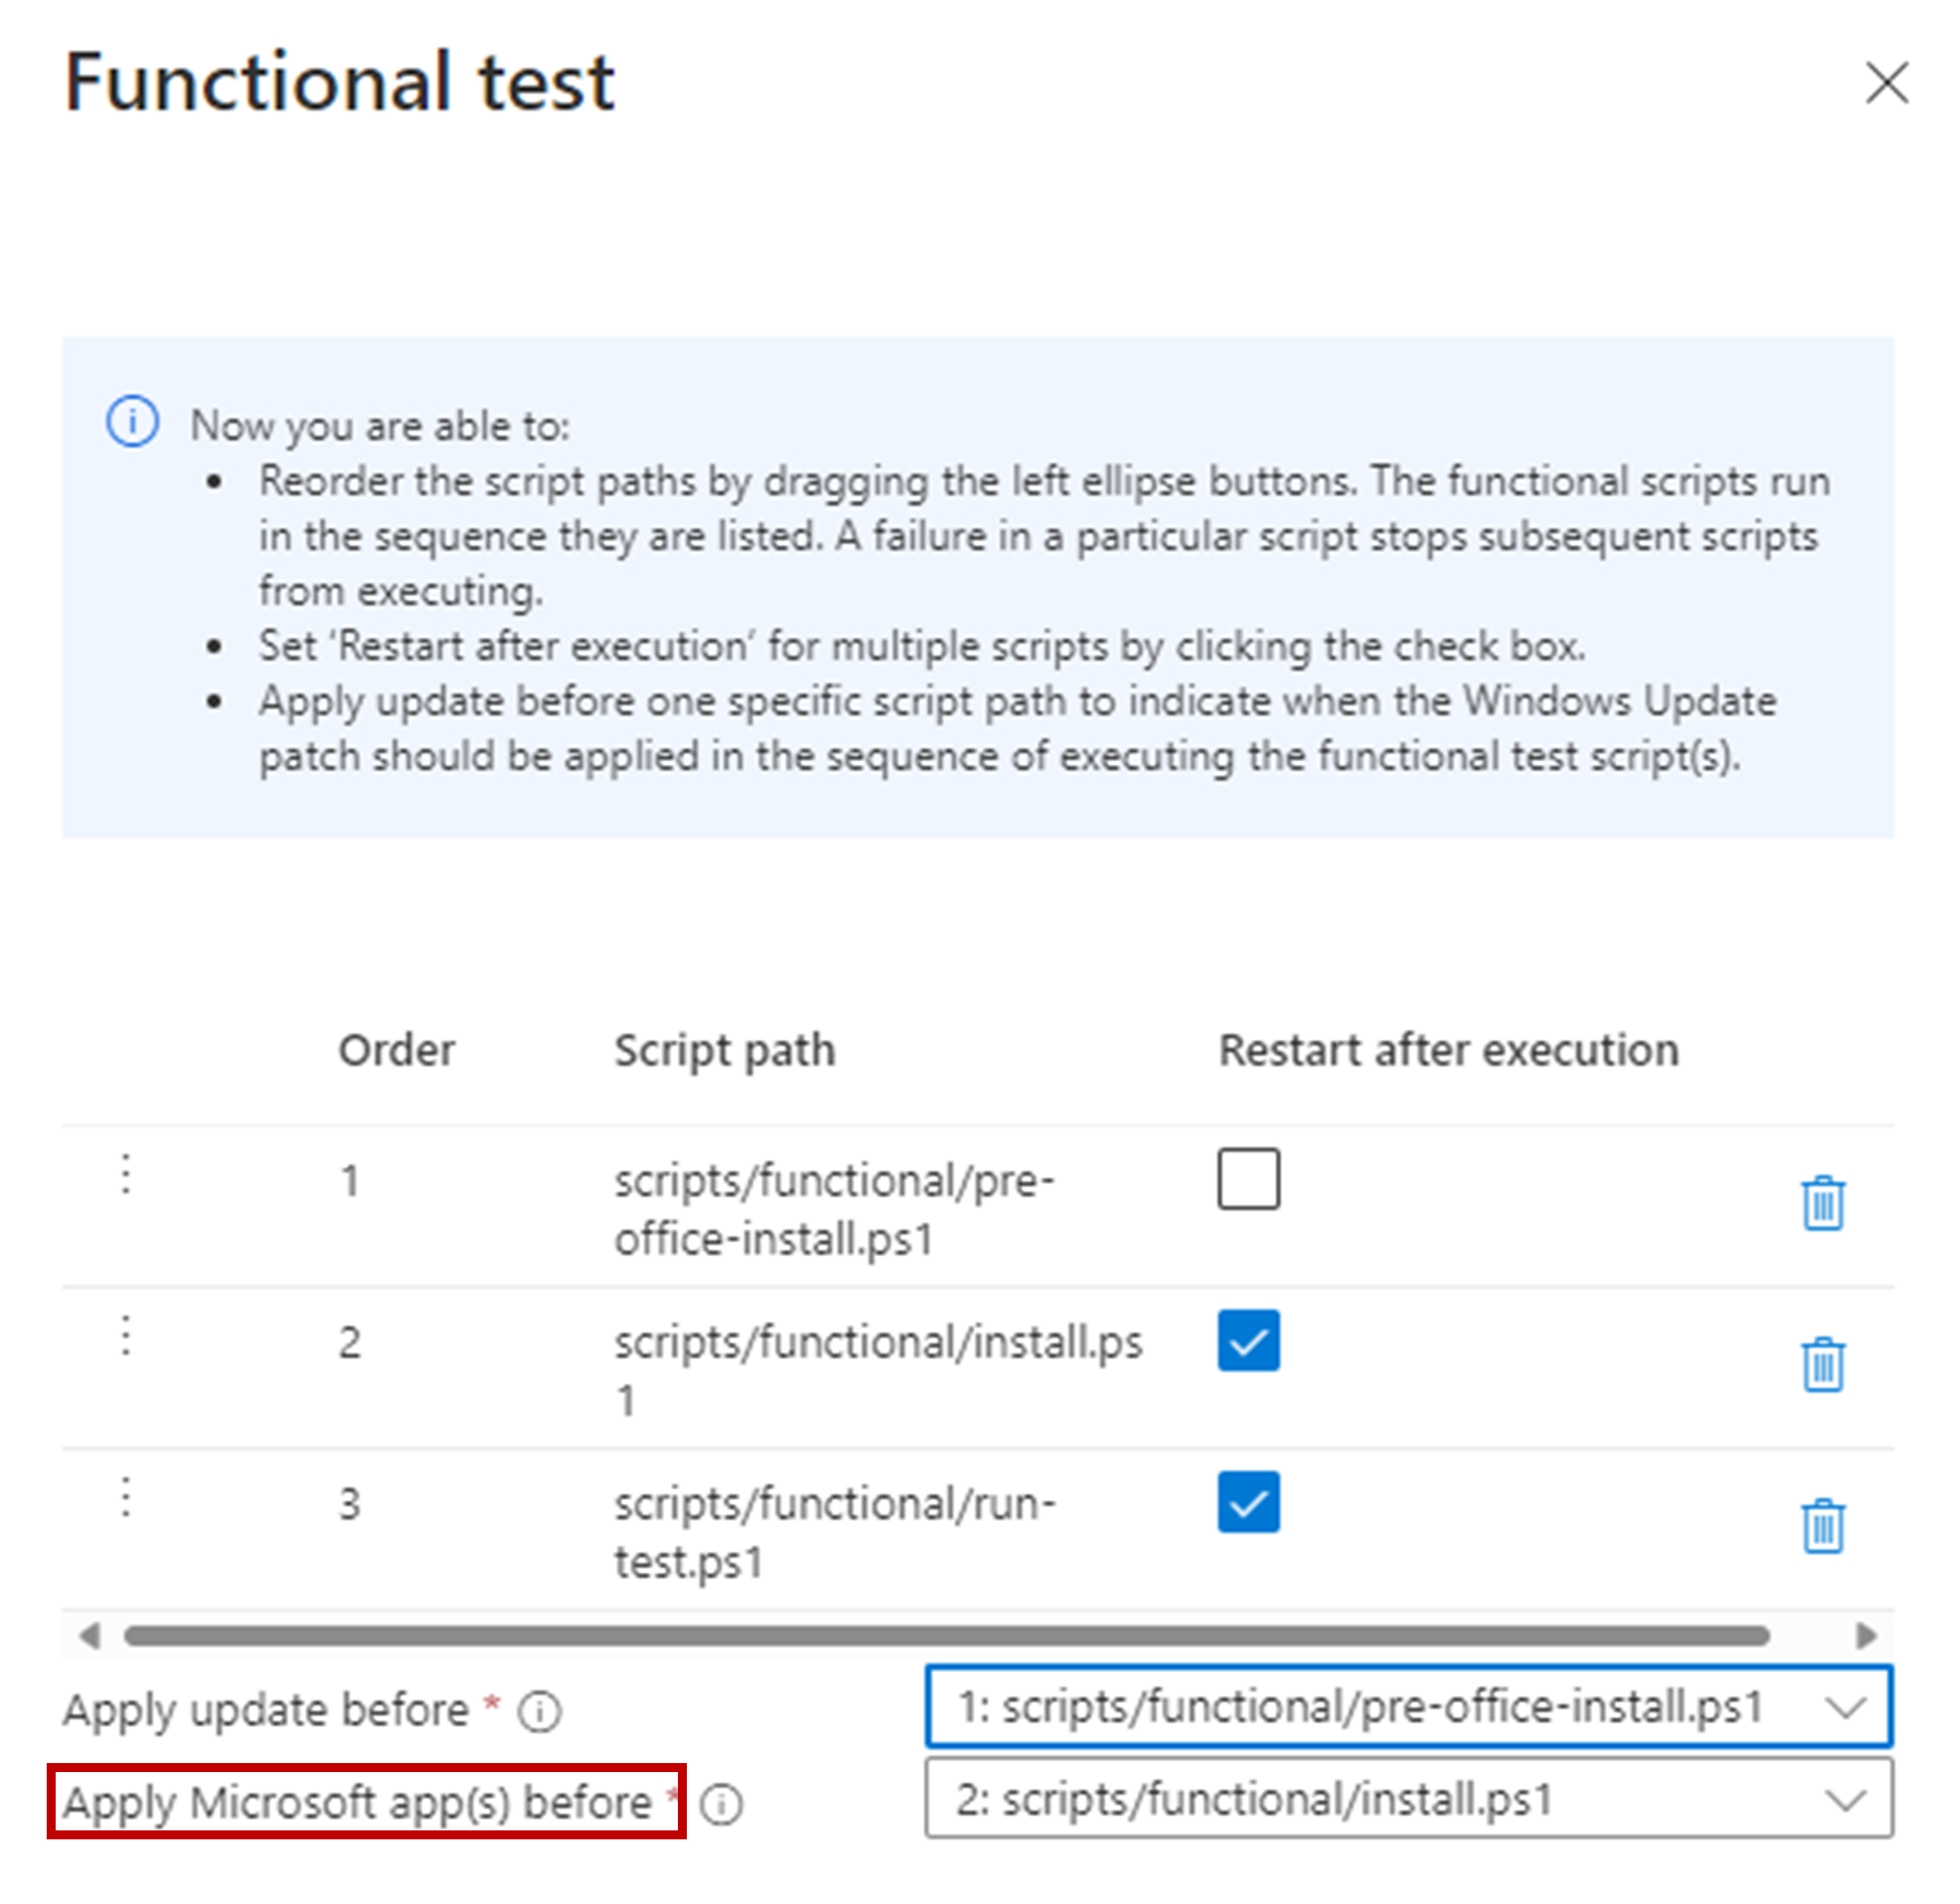 Functional test
Now you are able to:
• Reorder the script paths by dragging the left ellipse buttons. The functional scripts run
in the sequence they are listed. A failure in a particular script stops subsequent scripts
from executing.
• Set ‘Restart after execution’ for multiple scripts by clicking the check box.
• Apply update before one specific script path to indicate when the Windows Update
patch should be applied in the sequence of executing the functional test script(s).
Order Script path Restart after execution
1 scripts/functional/pre-
office-install.ps1
2 scripts/functional/install.ps
1
3 scripts/functional/run-
test.ps1
Apply update before * 1: scripts/functional/pre-office-install.ps1
Apply Microsoft app(s) before * 2: scripts/functional/install.ps1